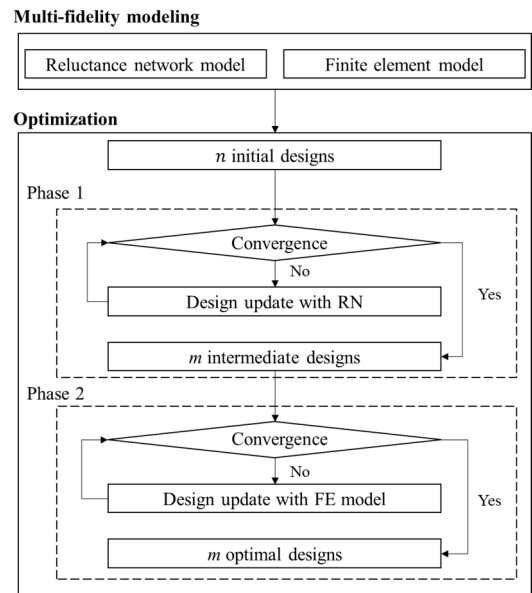 Multi-fidelity modeling
Reluctance network model
Finite element model
Optimization
n initial designs
Phase 1
Convergence
No
Yes
Design update with RN
m intermediate designs
Phase 2
Convergence
No
Yes
Design update with FE model
m optimal designs